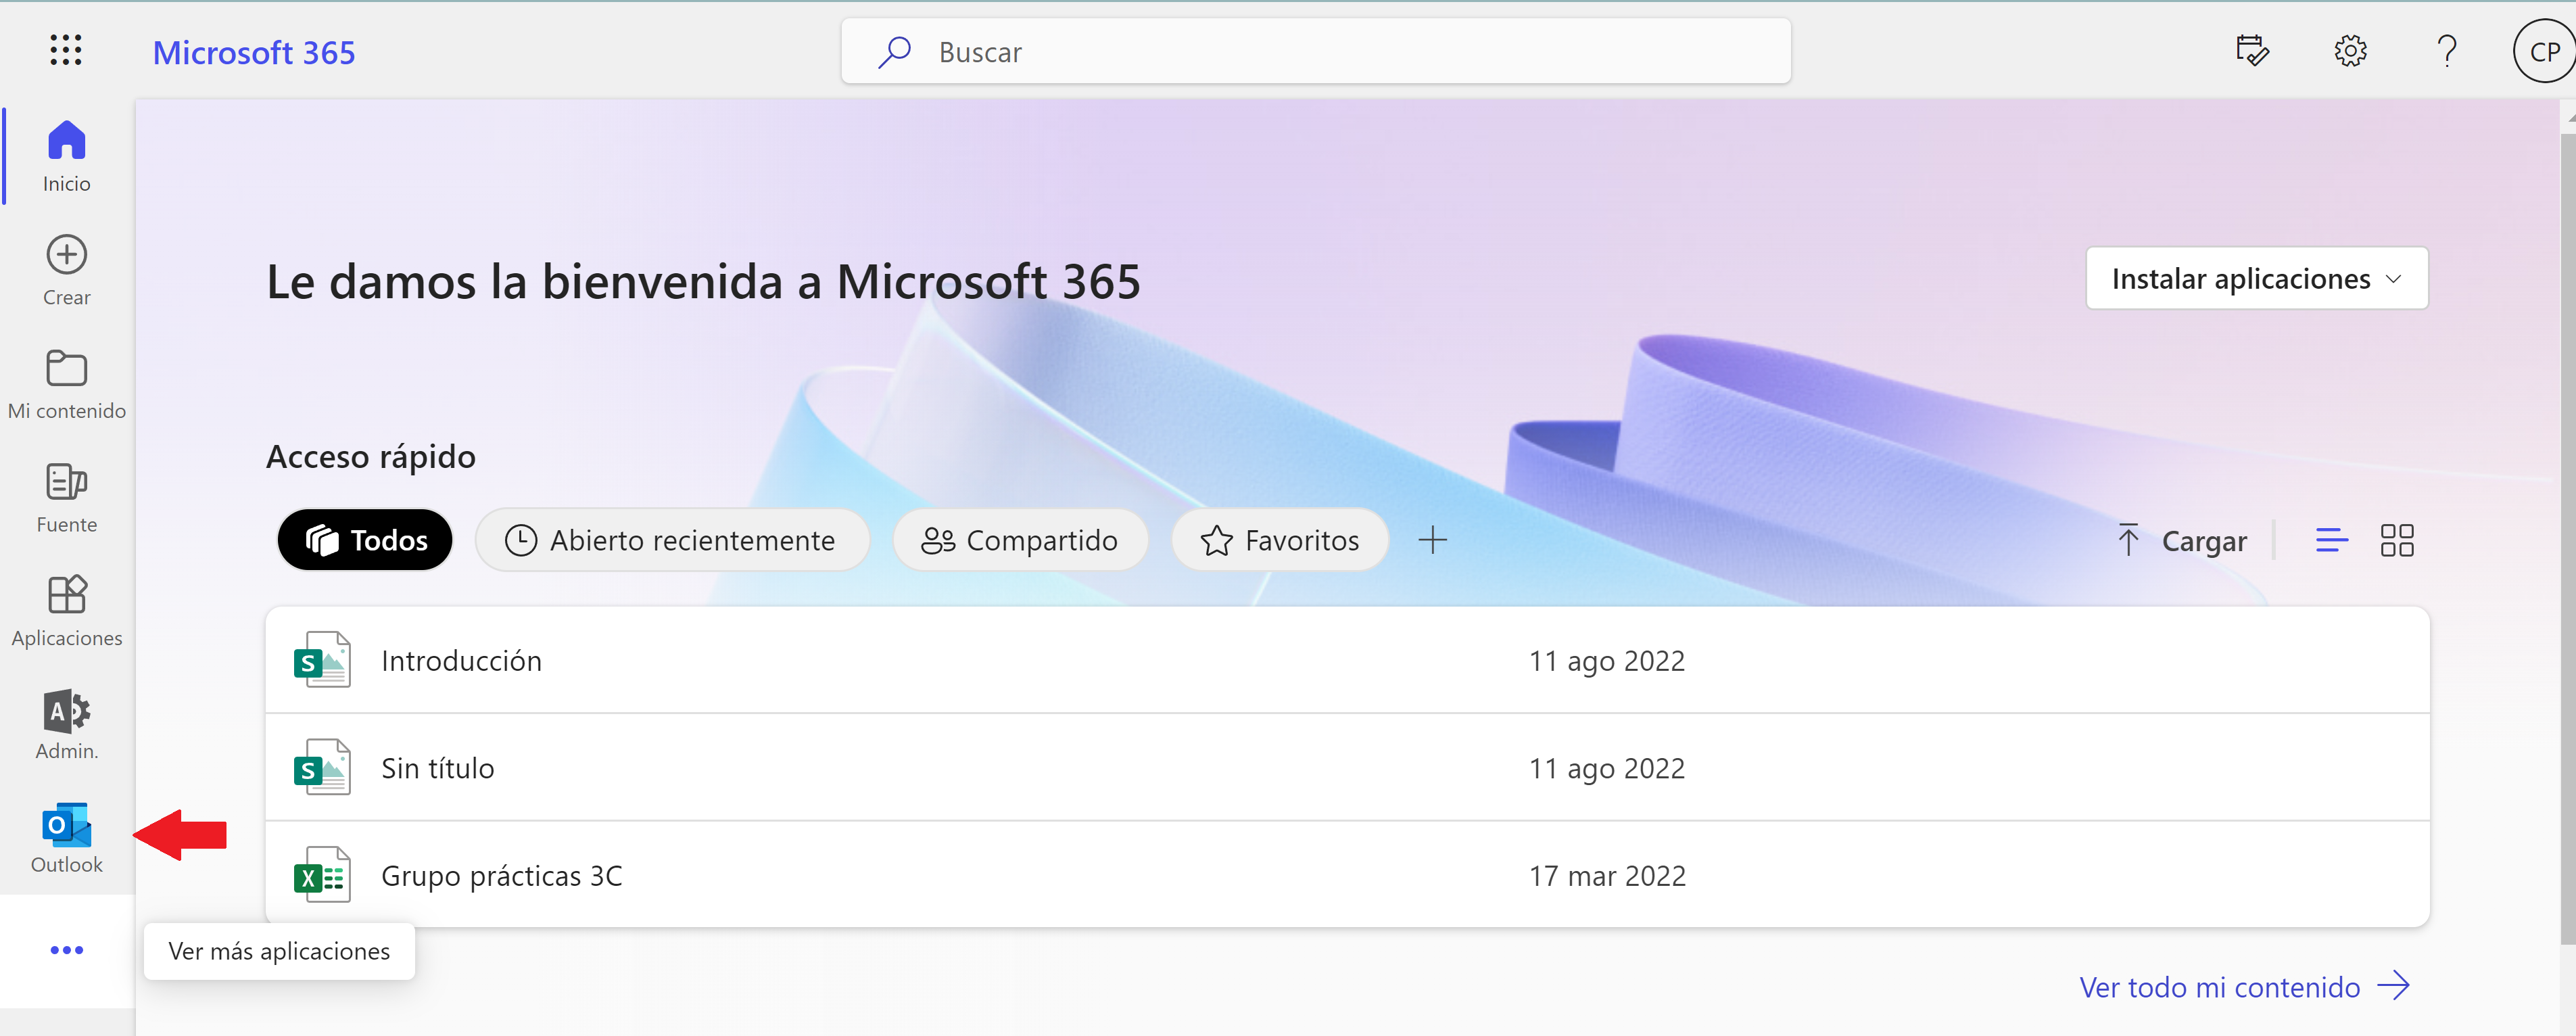 Microsoft 365
Buscar
CP
Inicio
Crear
Mi contenido
Fuente
Aplicaciones
Admin.
Outlook
Ver más aplicaciones
Le damos la bienvenida a Microsoft 365
Instalar aplicaciones
Acceso rápido
Todos
Abierto recientemente
Compartido
Favoritos
Cargar
Introducción 11 ago 2022
Sin título 11 ago 2022
Grupo prácticas 3C 17 mar 2022
Ver todo mi contenido